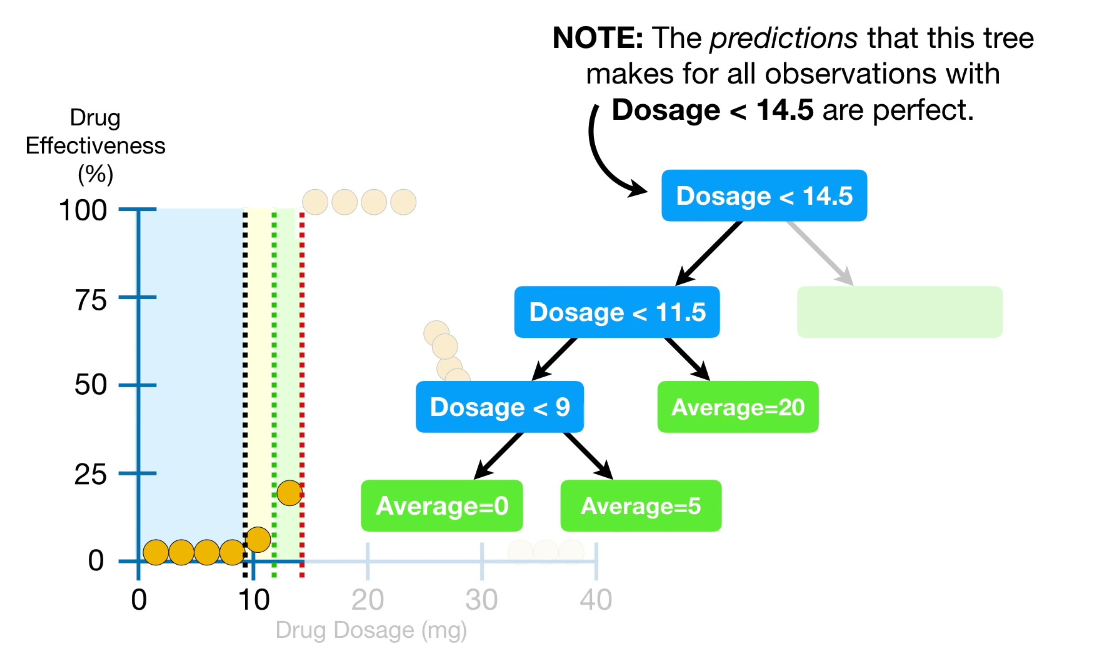 NOTE: The predictions that this tree
makes for all observations with
Dosage < 14.5 are perfect.
Drug
Effectiveness
(%)
100
75
50
25
0
0
10
20
30
40
Drug Dosage (mg)
Dosage < 14.5
Dosage < 11.5
Dosage < 9
Average=20
Average=0
Average=5